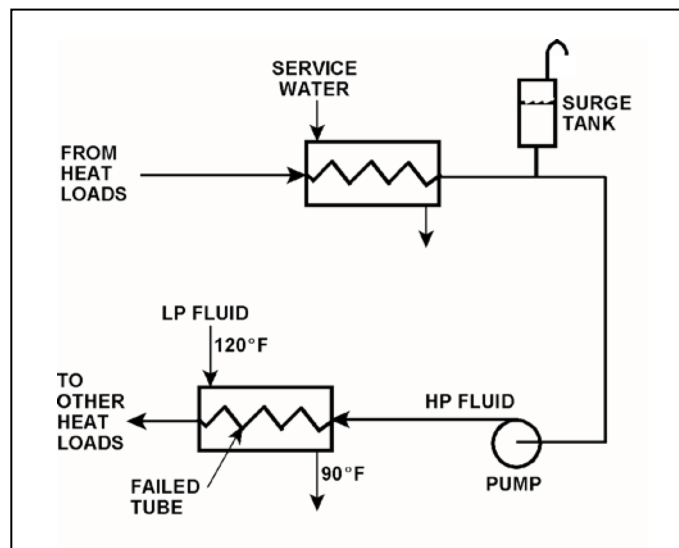 SERVICE
WATER
SURGE
TANK
FROM
HEAT
LOADS
LP FLUID
120°F
TO
OTHER
HEAT
LOADS
HP FLUID
FAILED
TUBE
90°F
PUMP